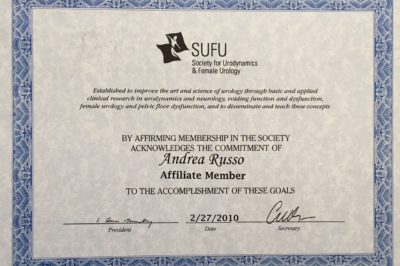 SUFU
Society for Urodynamics
& Female Urology
Established to improve the art and science of urology through basic and applied
clinical research in urodynamics and neurology, voiding function and dysfunction,
female urology and pelvic floor dysfunction, and to disseminate and teach these concepts
BY AFFIRMING MEMBERSHIP IN THE SOCIETY
ACKNOWLEDGES THE COMMITMENT OF
Andrea Russo
Affiliate Member
TO THE ACCOMPLISHMENT OF THESE GOALS
2/27/2010
President Date Secretary